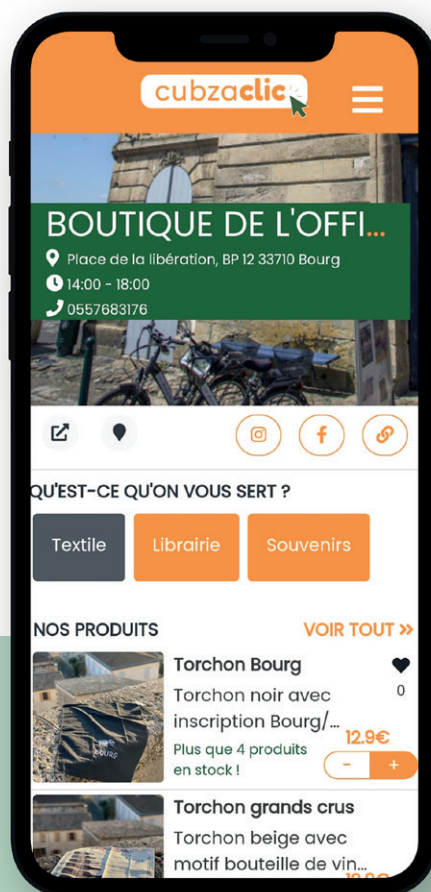 cubzaclic
BOUTIQUE DE L'OFFI...
Place de la libération, BP 12 33710 Bourg
14:00 - 18:00
0557683176
QU'EST-CE QU'ON VOUS SERT ?
Textile
Librairie
Souvenirs
NOS PRODUITS
VOIR TOUT »
Torchon Bourg
0
Torchon noir avec
inscription Bourg/...
12.9€
Plus que 4 produits
en stock !
- +
BOURG
Torchon grands crus
Torchon beige avec
motif bouteille de vin...